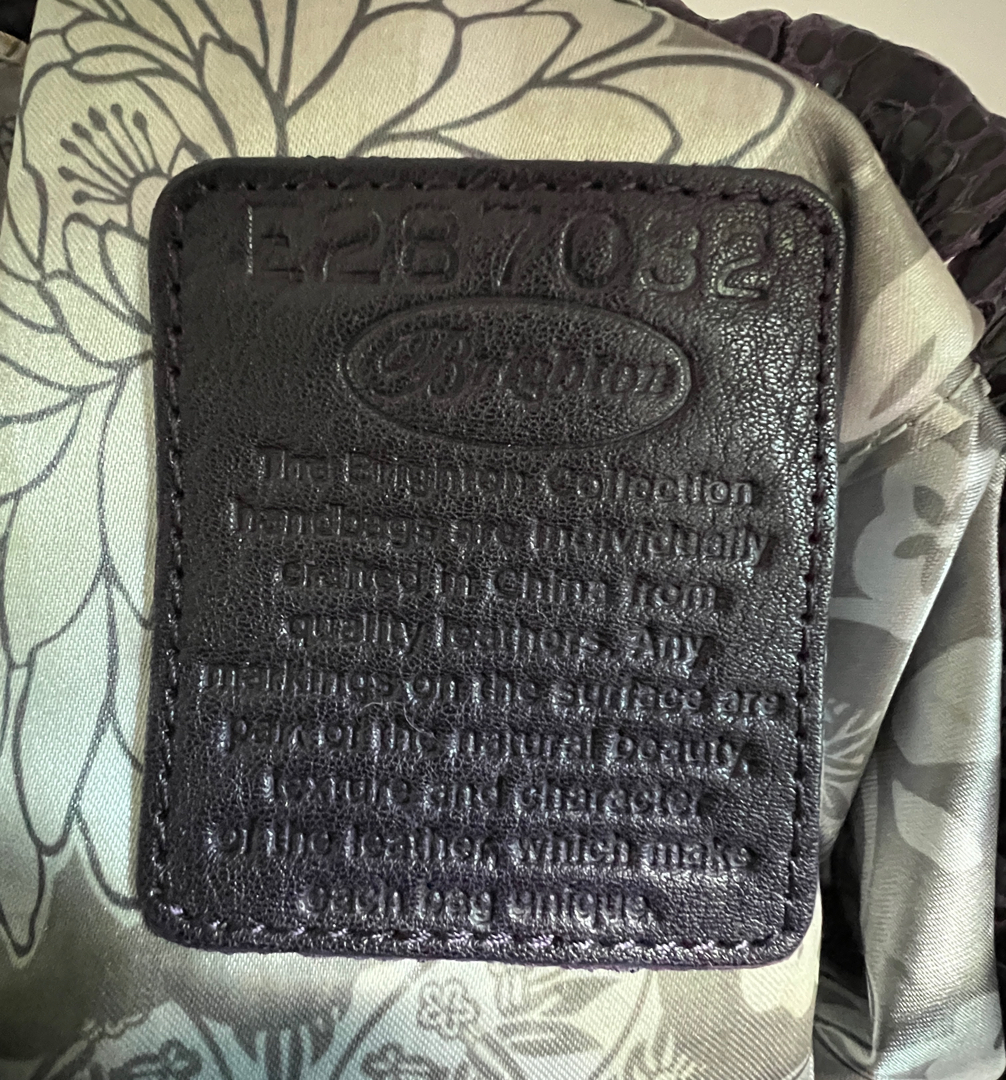 E287032
Brighton
The Brighton Collection
handbags are individually
crafted in China from
quality leathers. Any
markings on the surface are
part of the natural beauty,
texture and character
of the leather, which make
each bag unique.